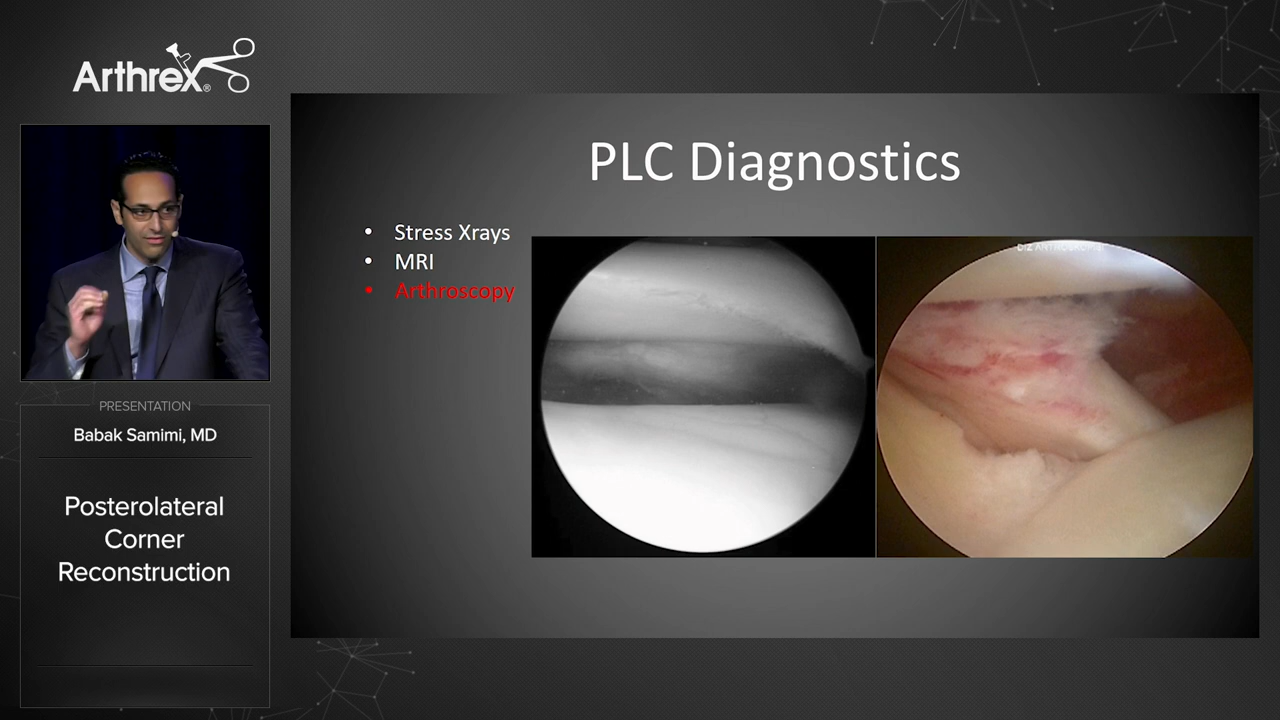 Arthrex®
PRESENTATION
Babak Samimi, MD
Posterolateral
Corner
Reconstruction
PLC Diagnostics
• Stress Xrays
• MRI
• Arthroscopy